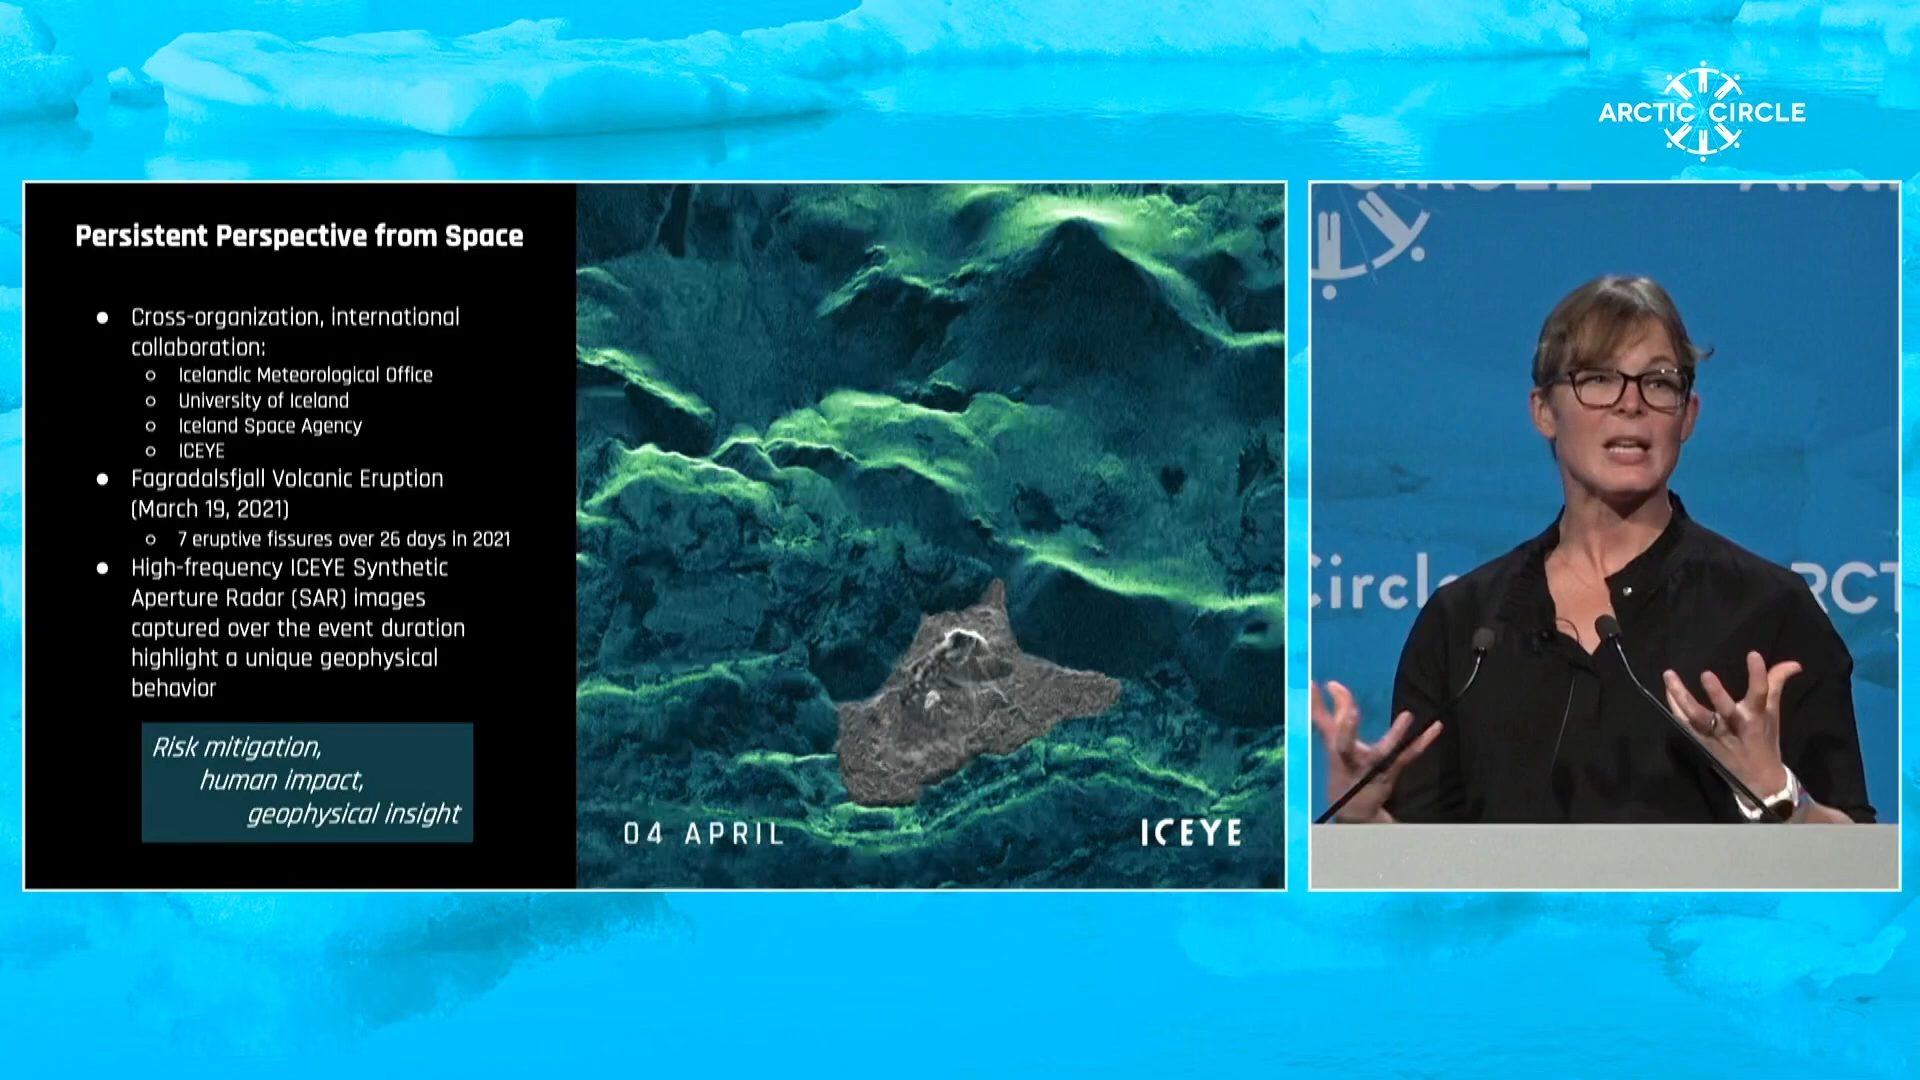 ARCTIC CIRCLE
Persistent Perspective from Space
● Cross-organization, international
collaboration:
○ Icelandic Meteorological Office
○ University of Iceland
○ Iceland Space Agency
○ ICEYE
● Fagradalsfjall Volcanic Eruption
(March 19, 2021)
○ 7 eruptive fissures over 26 days in 2021
● High-frequency ICEYE Synthetic
Aperture Radar (SAR) images
captured over the event duration
highlight a unique geophysical
behavior
Risk mitigation,
human impact,
geophysical insight
04 APRIL
ICEYE
Circle
ARCT